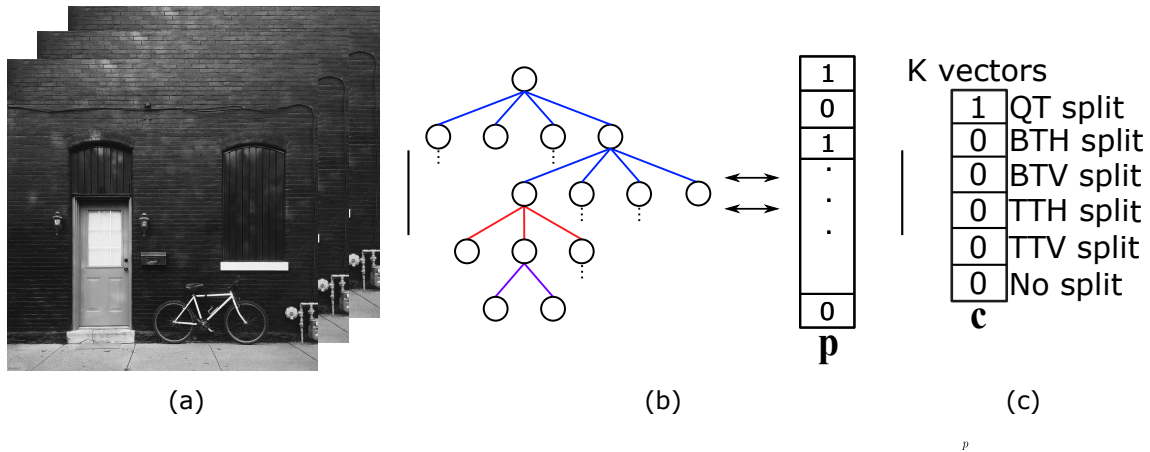 1
0
1
.
.
.
0
p
K vectors
1 QT split
0 BTH split
0 BTV split
0 TTH split
0 TTV split
0 No split
c
(a)
(b)
(c)
p